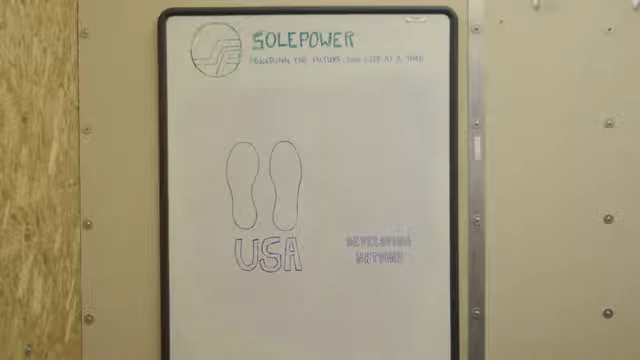 SOLEPOWER
POWERING THE FUTURE, ONE STEP AT A TIME
USA
DEVELOPING
NATIONS